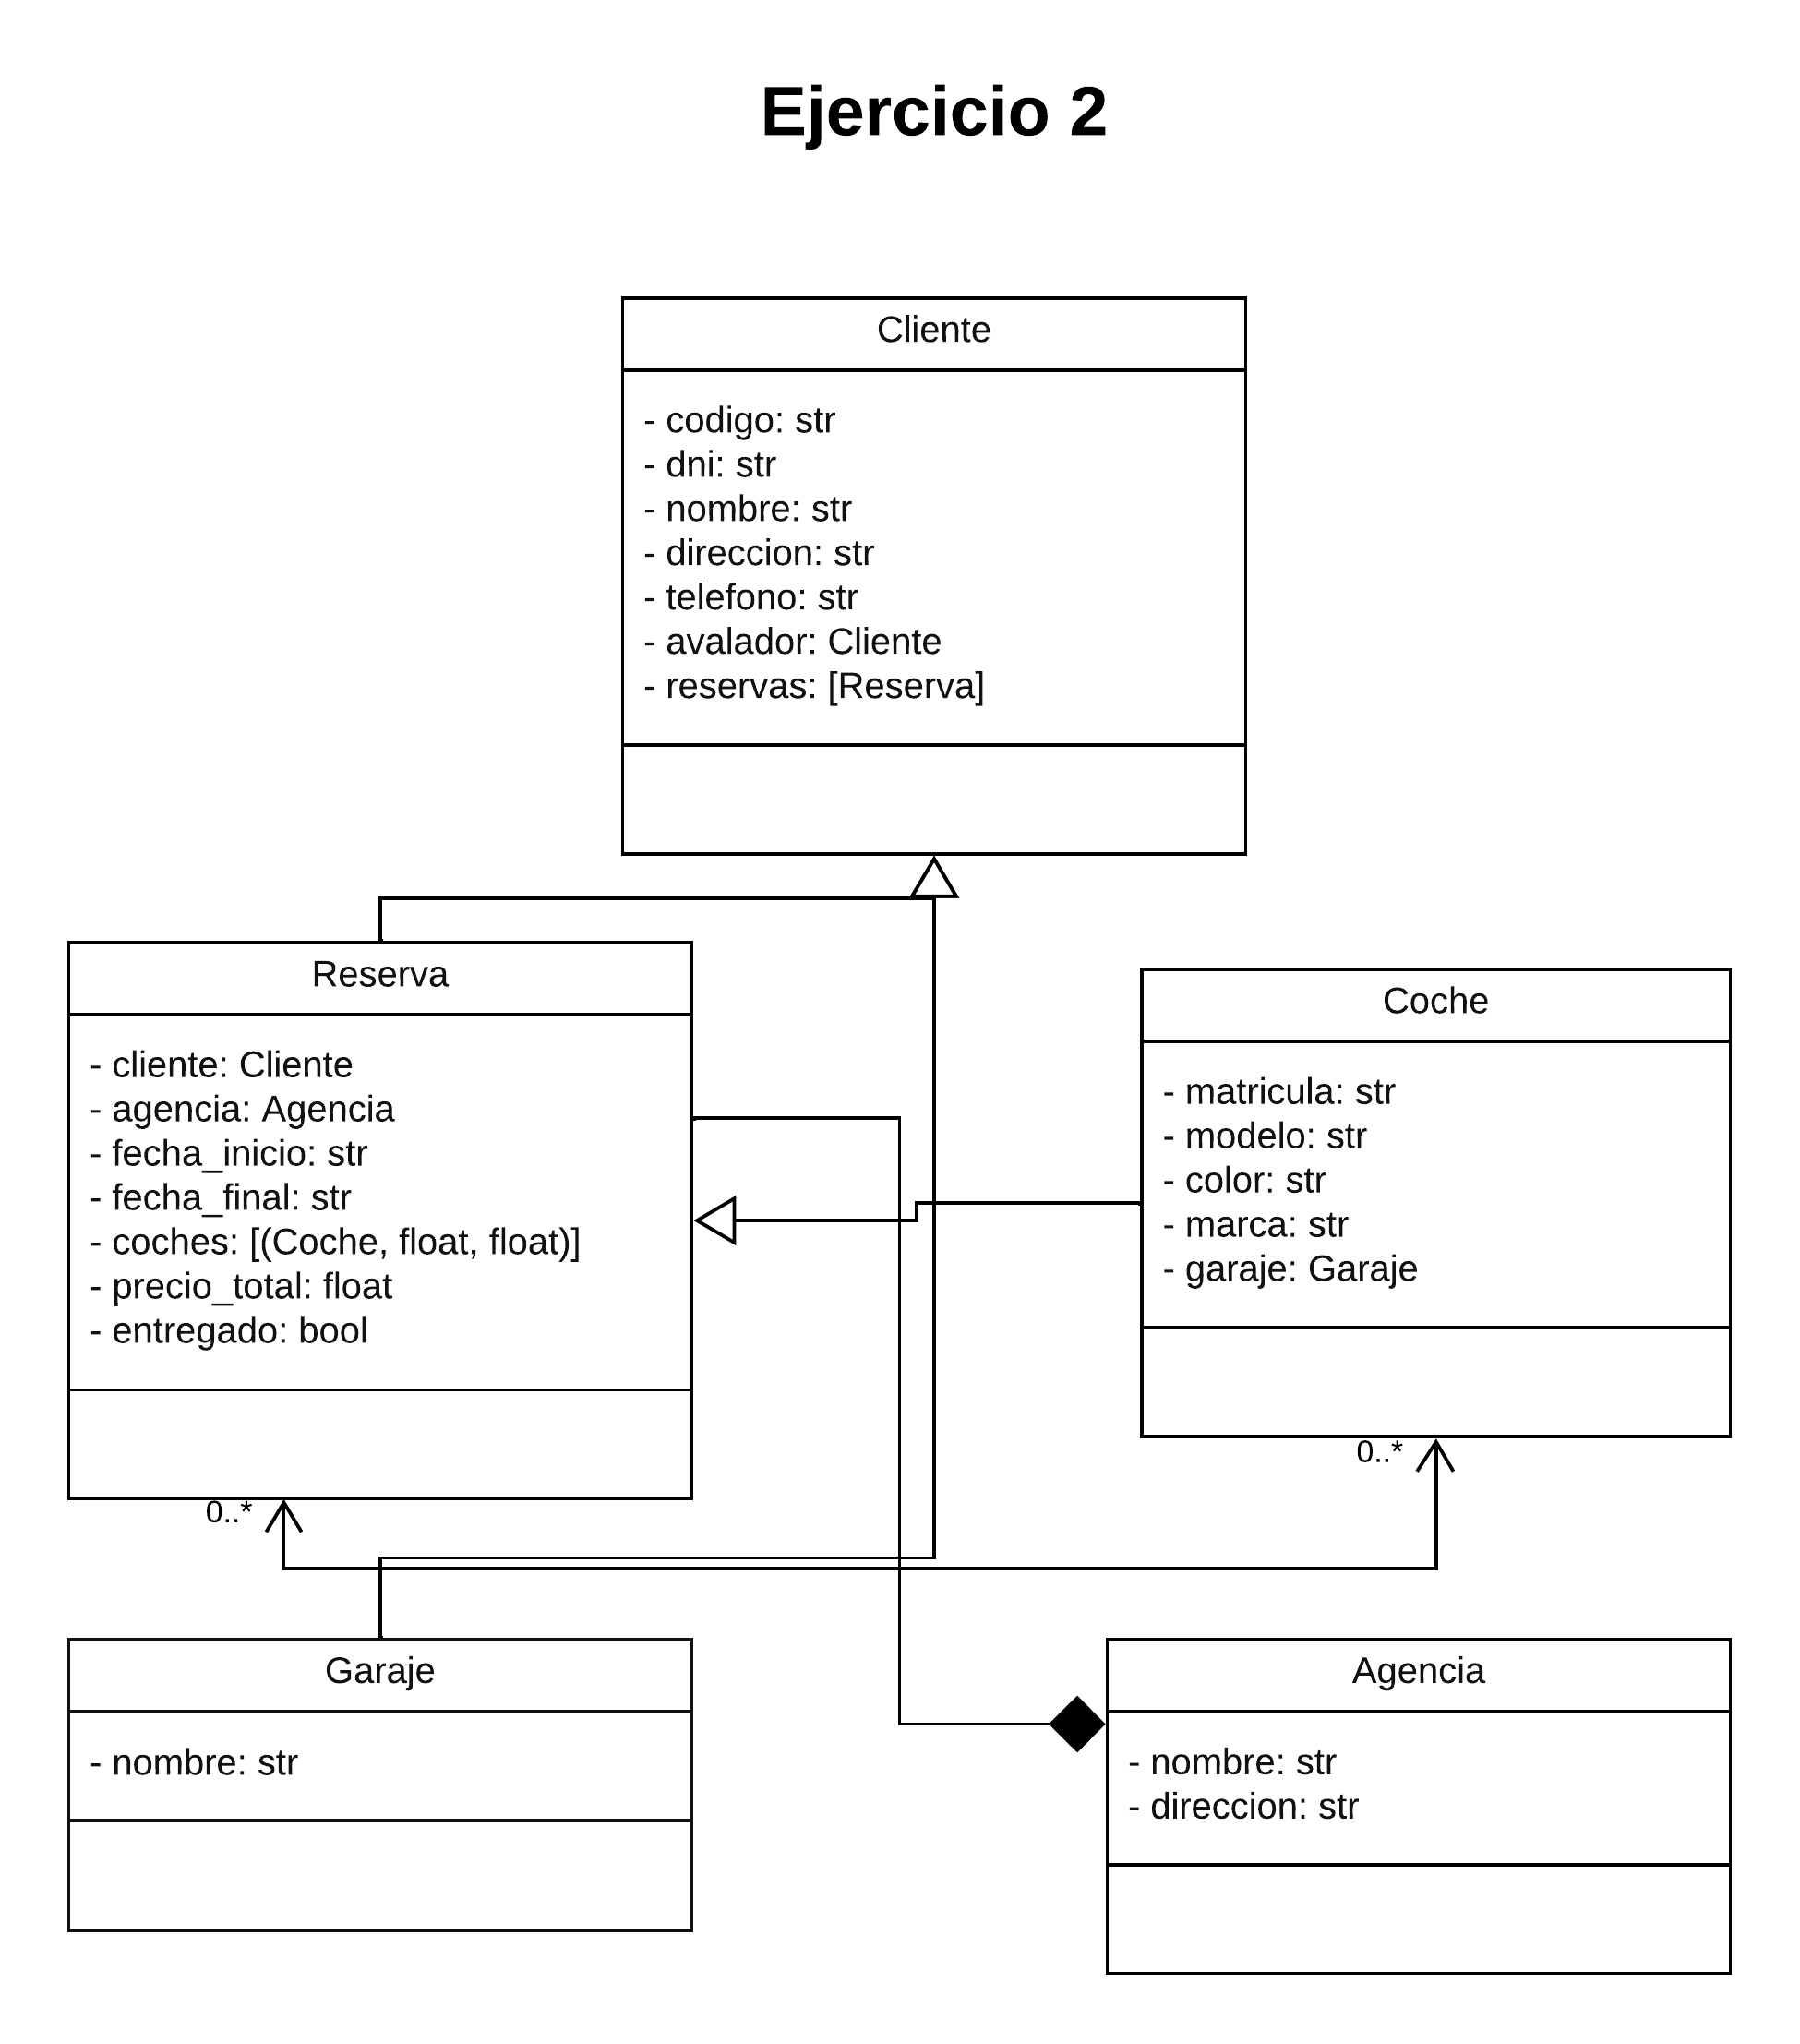 Ejercicio 2
Cliente
- codigo: str
- dni: str
- nombre: str
- direccion: str
- telefono: str
- avalador: Cliente
- reservas: [Reserva]
Reserva
- cliente: Cliente
- agencia: Agencia
- fecha_inicio: str
- fecha_final: str
- coches: [(Coche, float, float)]
- precio_total: float
- entregado: bool
0..*
Coche
- matricula: str
- modelo: str
- color: str
- marca: str
- garaje: Garaje
0..*
Garaje
- nombre: str
Agencia
- nombre: str
- direccion: str